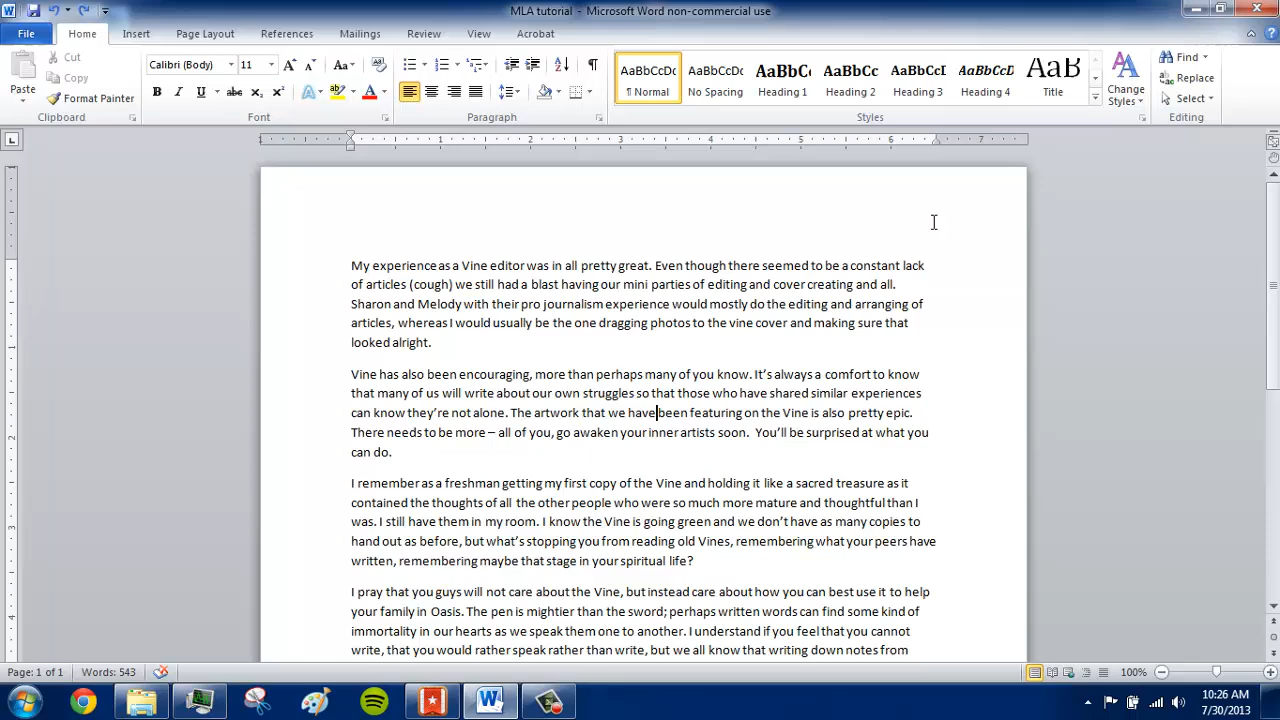 MLA tutorial - Microsoft Word non-commercial use
File Home Insert Page Layout References Mailings Review View Acrobat
Paste
Cut
Copy
Format Painter
Clipboard
Calibri (Body) 11
Font
Paragraph
AaBbCcDc AaBbCcDc AaBbC AaBbCc AaBbCcI AaBbCcD AaB
¶ Normal No Spacing Heading 1 Heading 2 Heading 3 Heading 4 Title
Change Styles
Styles
Find
Replace
Select
Editing
1 2 3 4 5 6 7
My experience as a Vine editor was in all pretty great. Even though there seemed to be a constant lack
of articles (cough) we still had a blast having our mini parties of editing and cover creating and all.
Sharon and Melody with their pro journalism experience would mostly do the editing and arranging of
articles, whereas I would usually be the one dragging photos to the vine cover and making sure that
looked alright.
Vine has also been encouraging, more than perhaps many of you know. It's always a comfort to know
that many of us will write about our own struggles so that those who have shared similar experiences
can know they're not alone. The artwork that we have been featuring on the Vine is also pretty epic.
There needs to be more – all of you, go awaken your inner artists soon.  You'll be surprised at what you
can do.
I remember as a freshman getting my first copy of the Vine and holding it like a sacred treasure as it
contained the thoughts of all the other people who were so much more mature and thoughtful than I
was. I still have them in my room. I know the Vine is going green and we don't have as many copies to
hand out as before, but what's stopping you from reading old Vines, remembering what your peers have
written, remembering maybe that stage in your spiritual life?
I pray that you guys will not care about the Vine, but instead care about how you can best use it to help
your family in Oasis. The pen is mightier than the sword; perhaps written words can find some kind of
immortality in our hearts as we speak them one to another. I understand if you feel that you cannot
write, that you would rather speak rather than write, but we all know that writing down notes from
Page: 1 of 1 Words: 543 100%
10:26 AM
7/30/2013